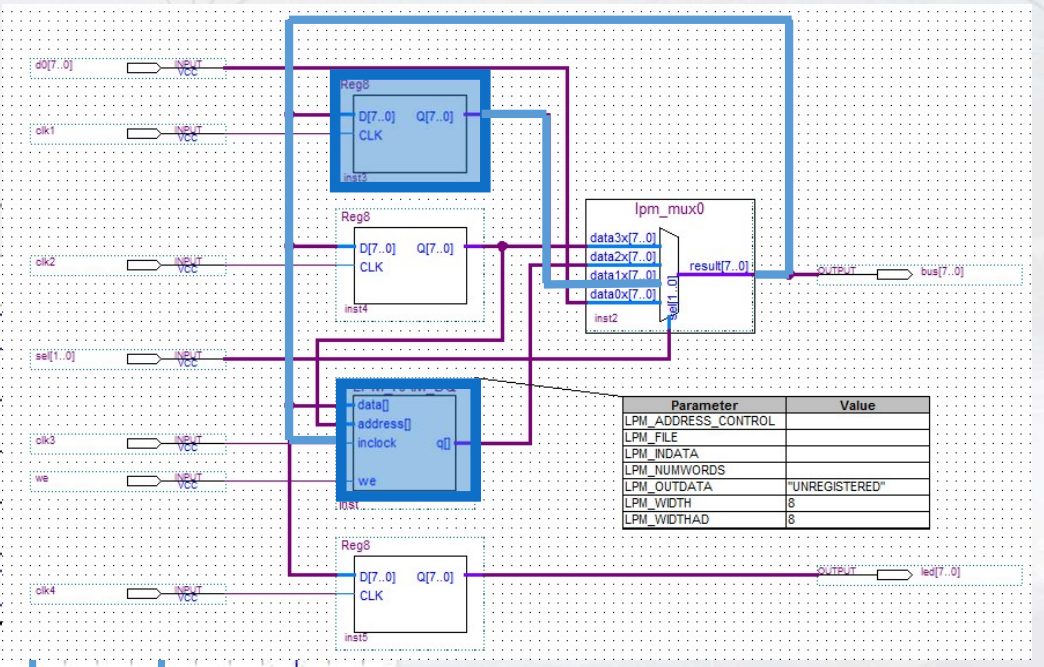 d0[7..0]
INPUT
VCC
Reg8
D[7..0] Q[7..0]
CLK
inst3
clk1
INPUT
VCC
Reg8
D[7..0] Q[7..0]
CLK
inst4
clk2
INPUT
VCC
lpm_mux0
data3x[7..0]
data2x[7..0]
data1x[7..0]
data0x[7..0]
result[7..0]
sel[1..0]
inst2
OUTPUT
bus[7..0]
sel[1..0]
INPUT
VCC
data[]
address[]
inclock q[]
we
inst
clk3
INPUT
VCC
we
INPUT
VCC
Parameter Value
LPM_ADDRESS_CONTROL
LPM_FILE
LPM_INDATA
LPM_NUMWORDS
LPM_OUTDATA "UNREGISTERED"
LPM_WIDTH 8
LPM_WIDTHAD 8
Reg8
D[7..0] Q[7..0]
CLK
inst5
clk4
INPUT
VCC
OUTPUT
led[7..0]